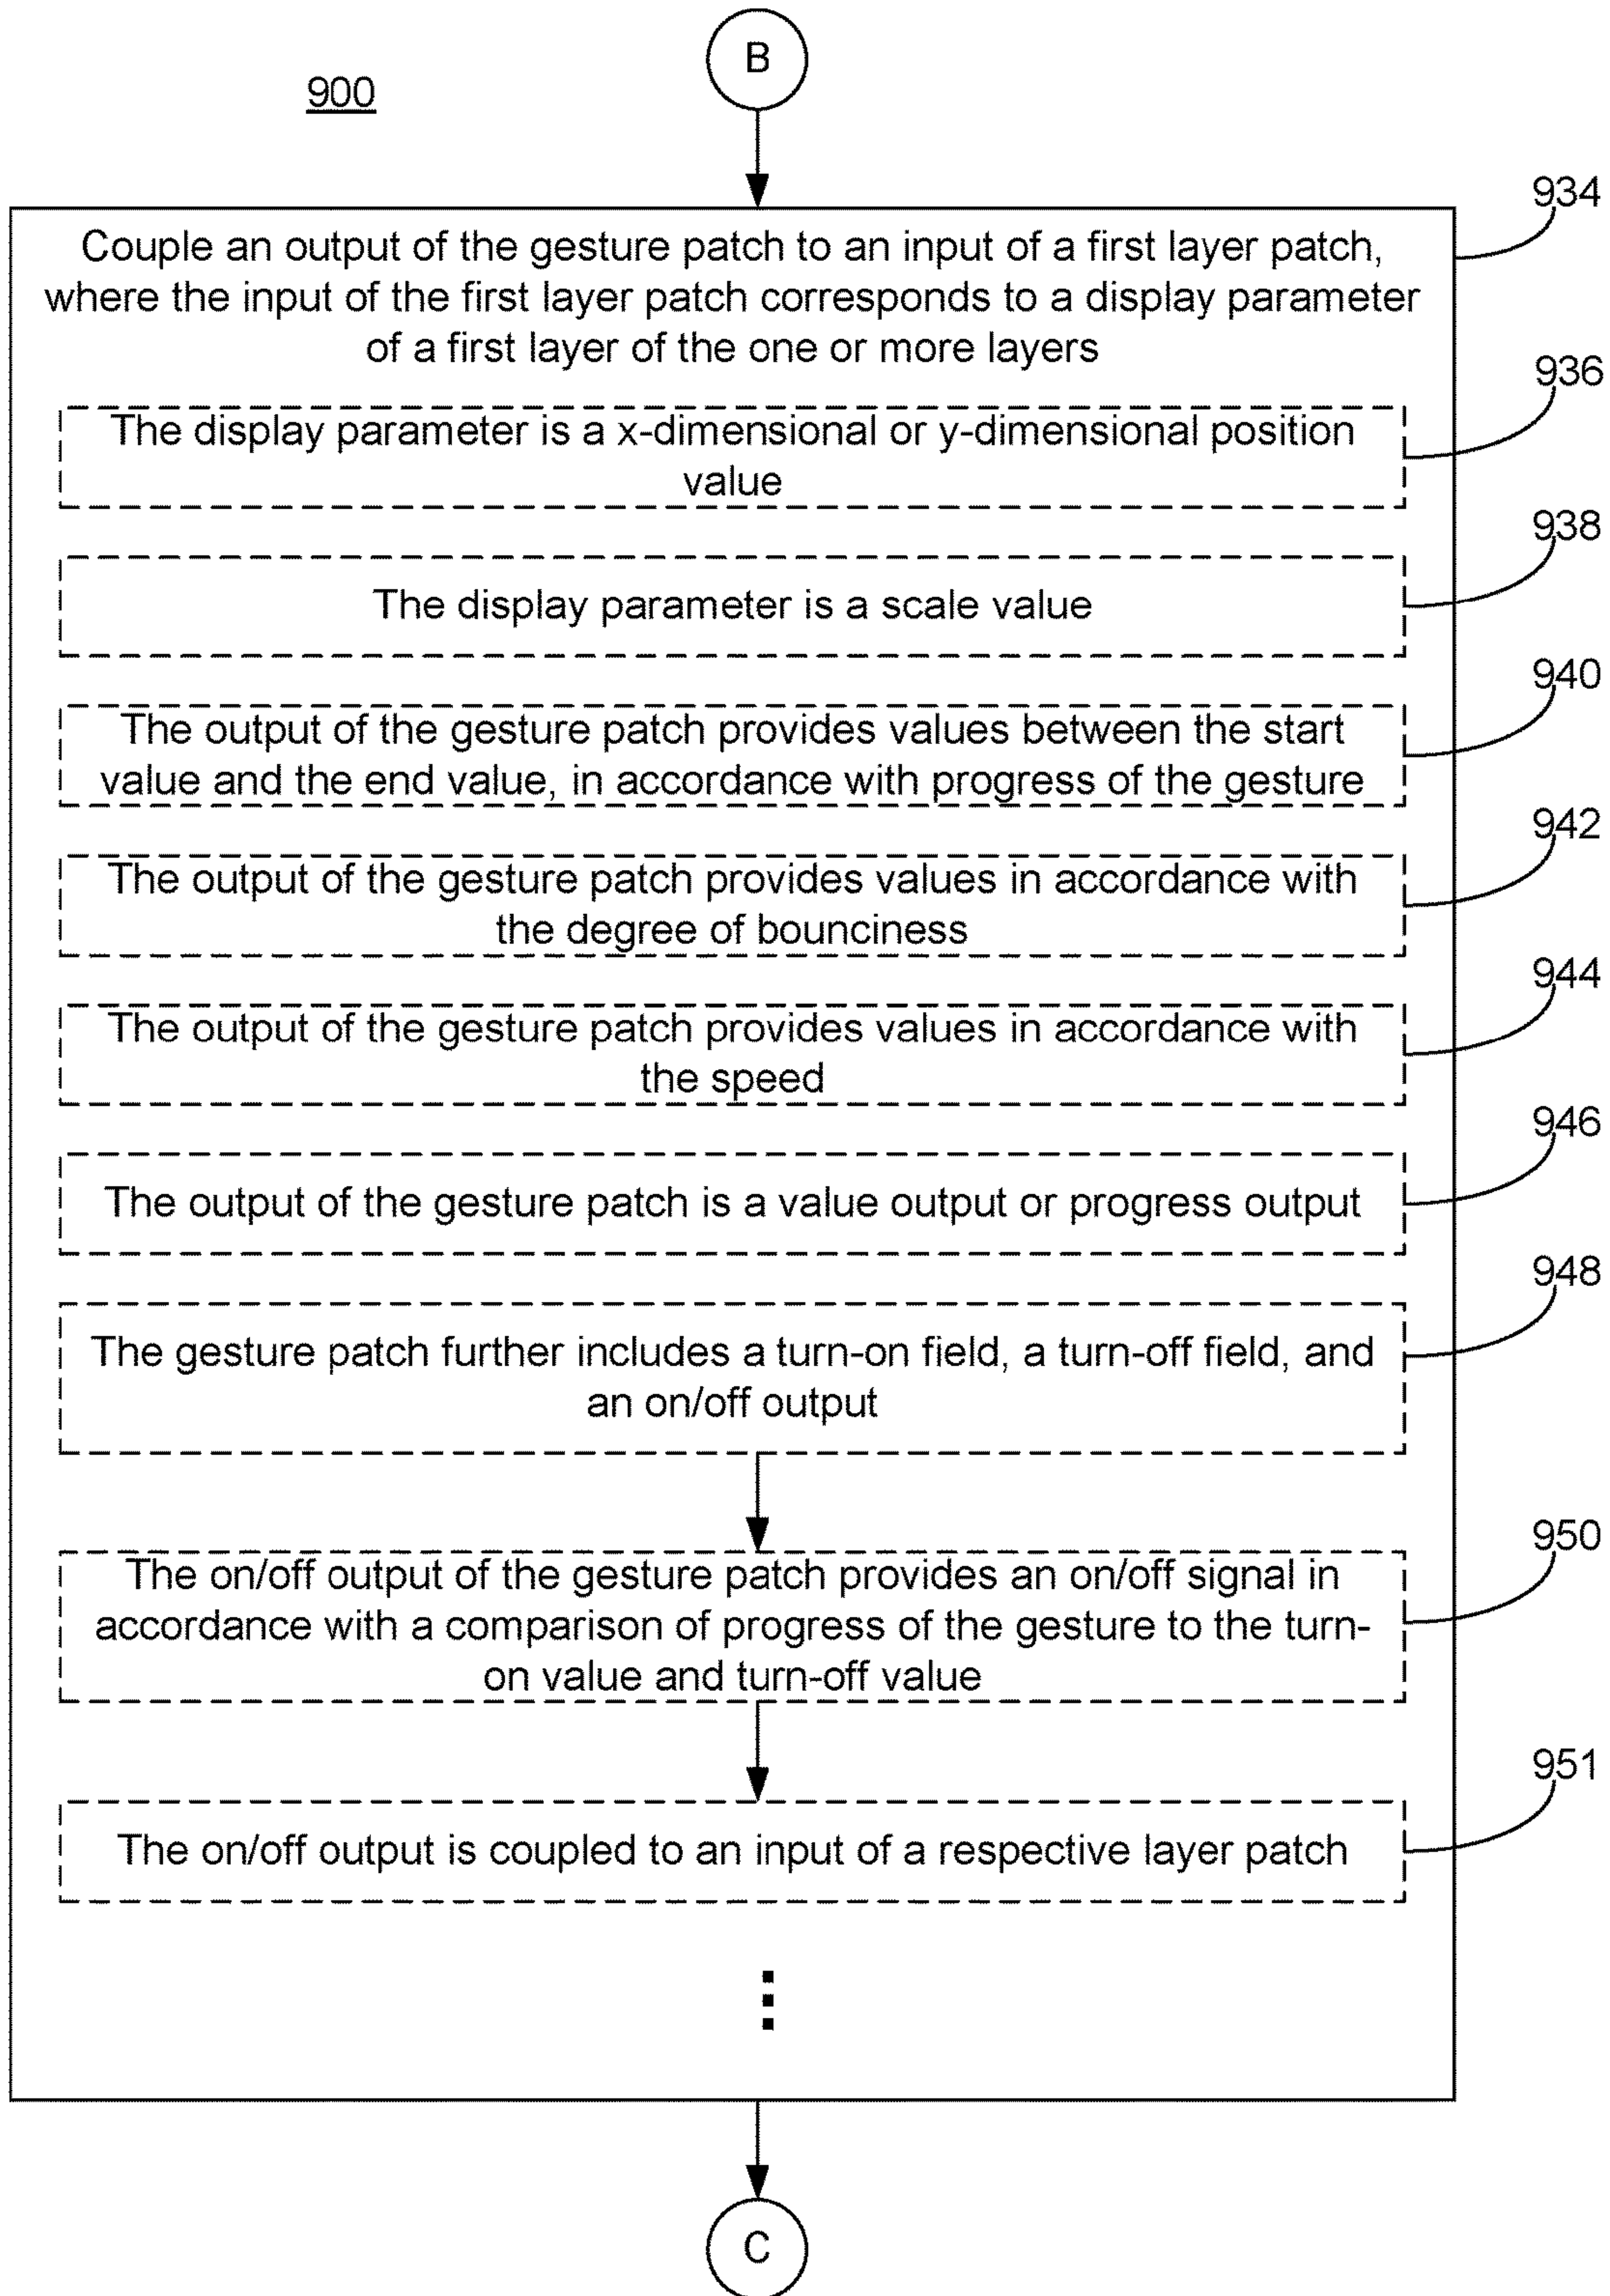 B
900
934
Couple an output of the gesture patch to an input of a first layer patch,
where the input of the first layer patch corresponds to a display parameter
of a first layer of the one or more layers
936
The display parameter is a x-dimensional or y-dimensional position
value
938
The display parameter is a scale value
940
The output of the gesture patch provides values between the start
value and the end value, in accordance with progress of the gesture
942
The output of the gesture patch provides values in accordance with
the degree of bounciness
944
The output of the gesture patch provides values in accordance with
the speed
946
The output of the gesture patch is a value output or progress output
948
The gesture patch further includes a turn-on field, a turn-off field, and
an on/off output
950
The on/off output of the gesture patch provides an on/off signal in
accordance with a comparison of progress of the gesture to the turn-
on value and turn-off value
951
The on/off output is coupled to an input of a respective layer patch
C